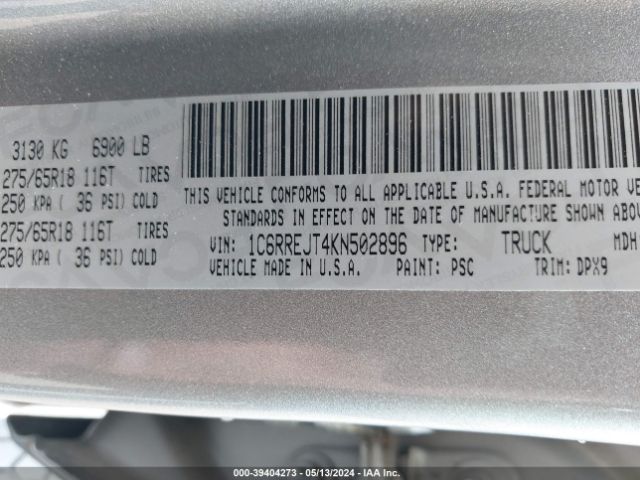 3130 KG 6900 LB
275/65R18 116T TIRES
250 KPA ( 36 PSI) COLD
275/65R18 116T TIRES
250 KPA ( 36 PSI) COLD
THIS VEHICLE CONFORMS TO ALL APPLICABLE U.S.A. FEDERAL MOTOR
STANDARDS IN EFFECT ON THE DATE OF MANUFACTURE SHOWN ABO
VIN: 1C6RREJT4KN502896 TYPE: TRUCK MDH
VEHICLE MADE IN U.S.A. PAINT: PSC TRIM: DPX9
000-39404273 - 05/13/2024 - IAA Inc.